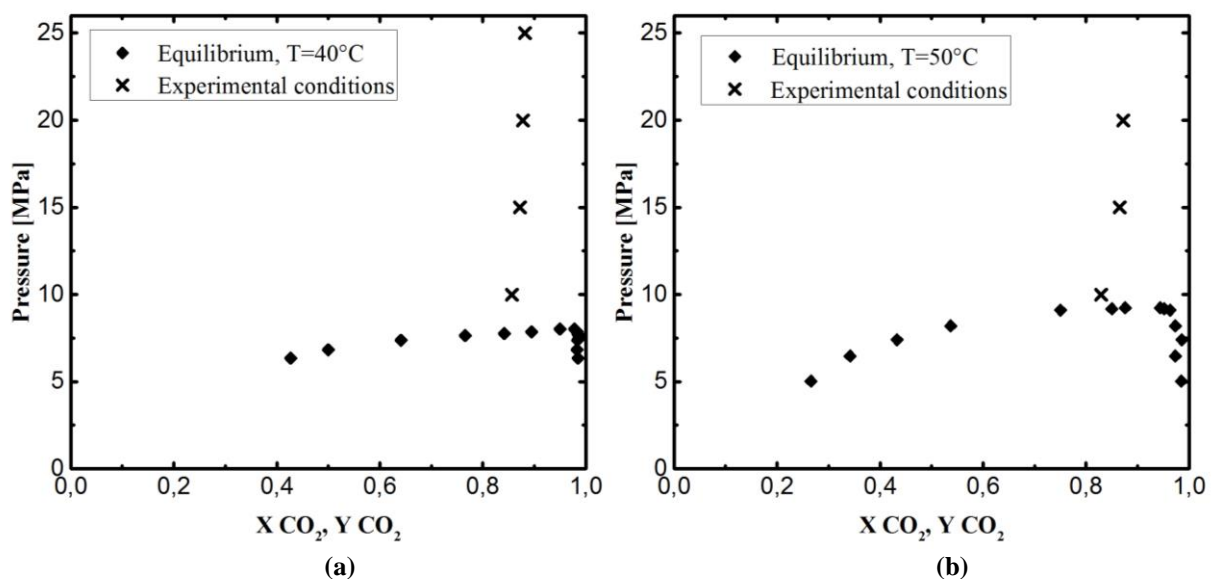 25
20
15
10
5
0
Pressure [MPa]
Equilibrium, T=40°C
Experimental conditions
0,0 0,2 0,4 0,6 0,8 1,0
X CO₂, Y CO₂
(a)
25
20
15
10
5
0
Pressure [MPa]
Equilibrium, T=50°C
Experimental conditions
0,0 0,2 0,4 0,6 0,8 1,0
X CO₂, Y CO₂
(b)